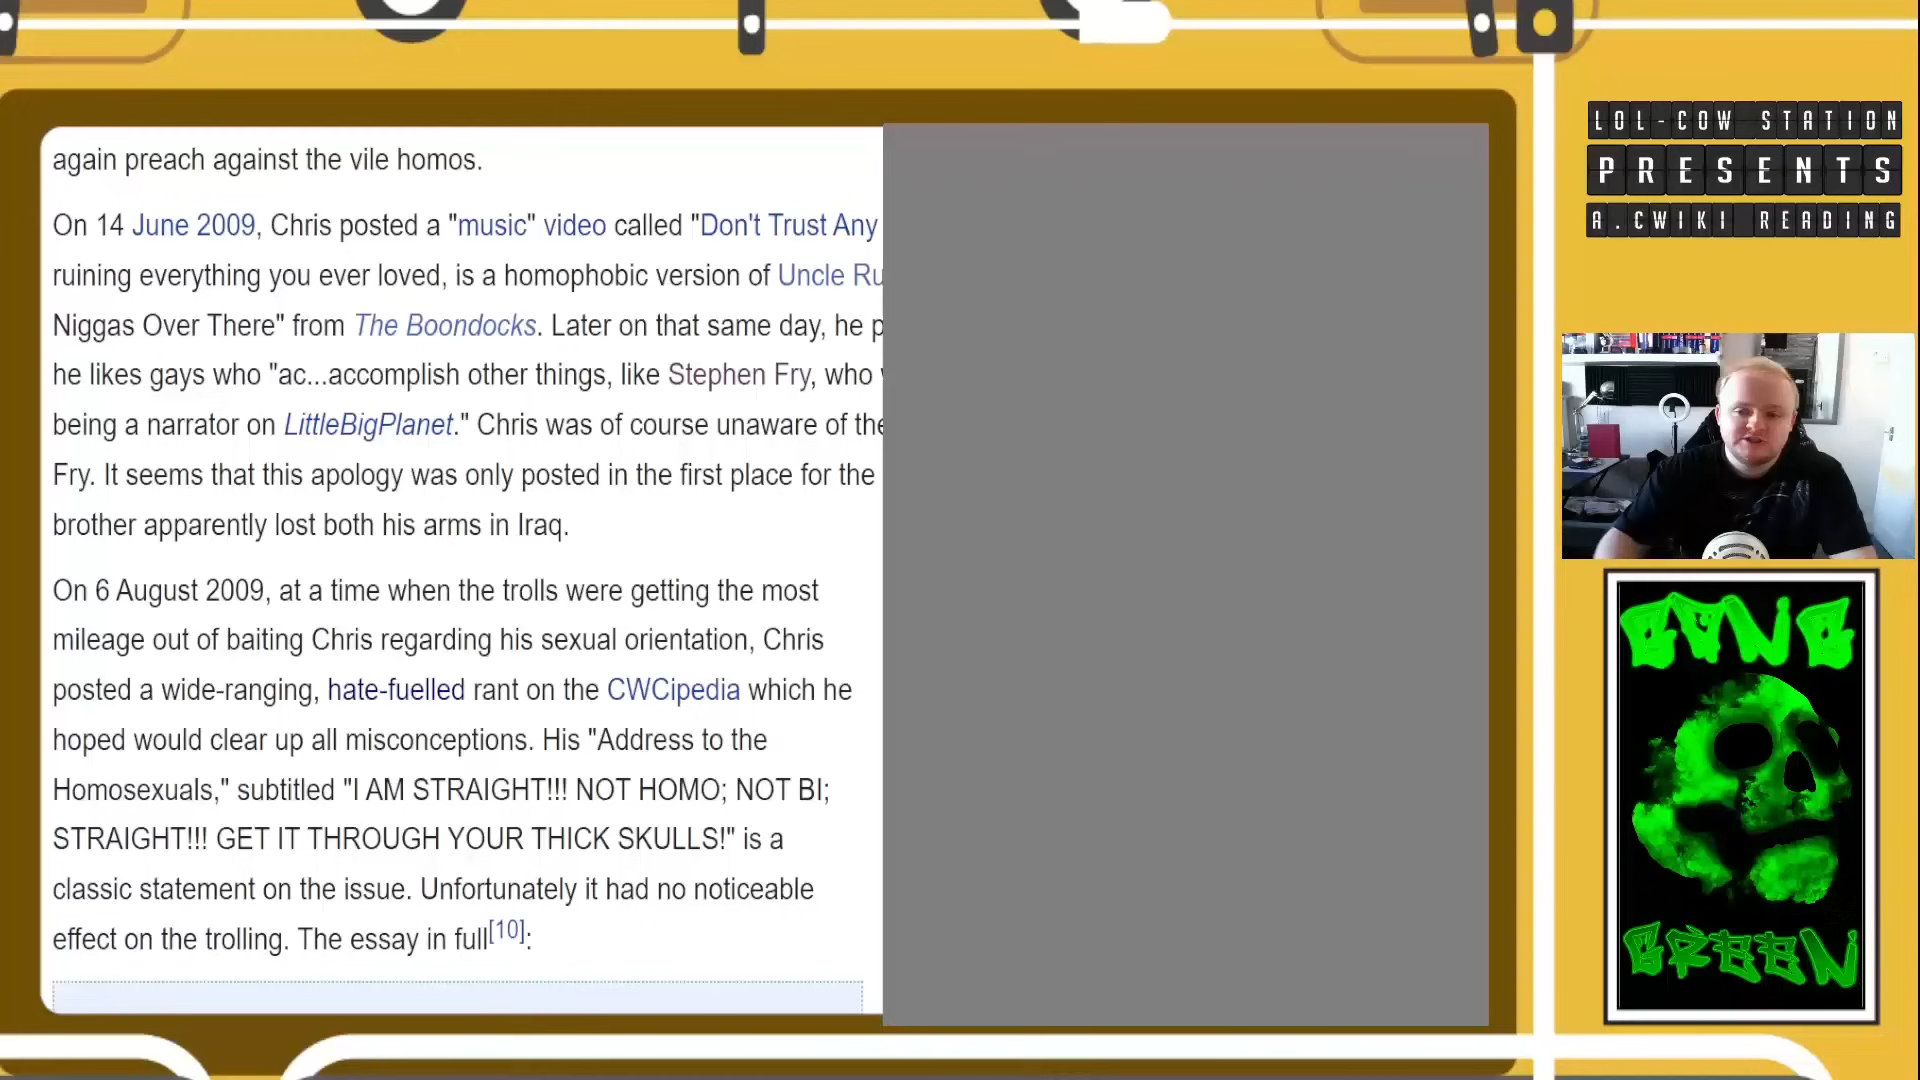 again preach against the vile homos.
On 14 June 2009, Chris posted a "music" video called "Don't Trust Any
ruining everything you ever loved, is a homophobic version of Uncle Ru
Niggas Over There" from The Boondocks. Later on that same day, he p
he likes gays who "ac...accomplish other things, like Stephen Fry, who
being a narrator on LittleBigPlanet." Chris was of course unaware of the
Fry. It seems that this apology was only posted in the first place for the
brother apparently lost both his arms in Iraq.
On 6 August 2009, at a time when the trolls were getting the most
mileage out of baiting Chris regarding his sexual orientation, Chris
posted a wide-ranging, hate-fuelled rant on the CWCipedia which he
hoped would clear up all misconceptions. His "Address to the
Homosexuals," subtitled "I AM STRAIGHT!!! NOT HOMO; NOT BI;
STRAIGHT!!! GET IT THROUGH YOUR THICK SKULLS!" is a
classic statement on the issue. Unfortunately it had no noticeable
effect on the trolling. The essay in full[10]:
LOL-COW STATION
PRESENTS
A.CWIKI READING
GONE
GREEN